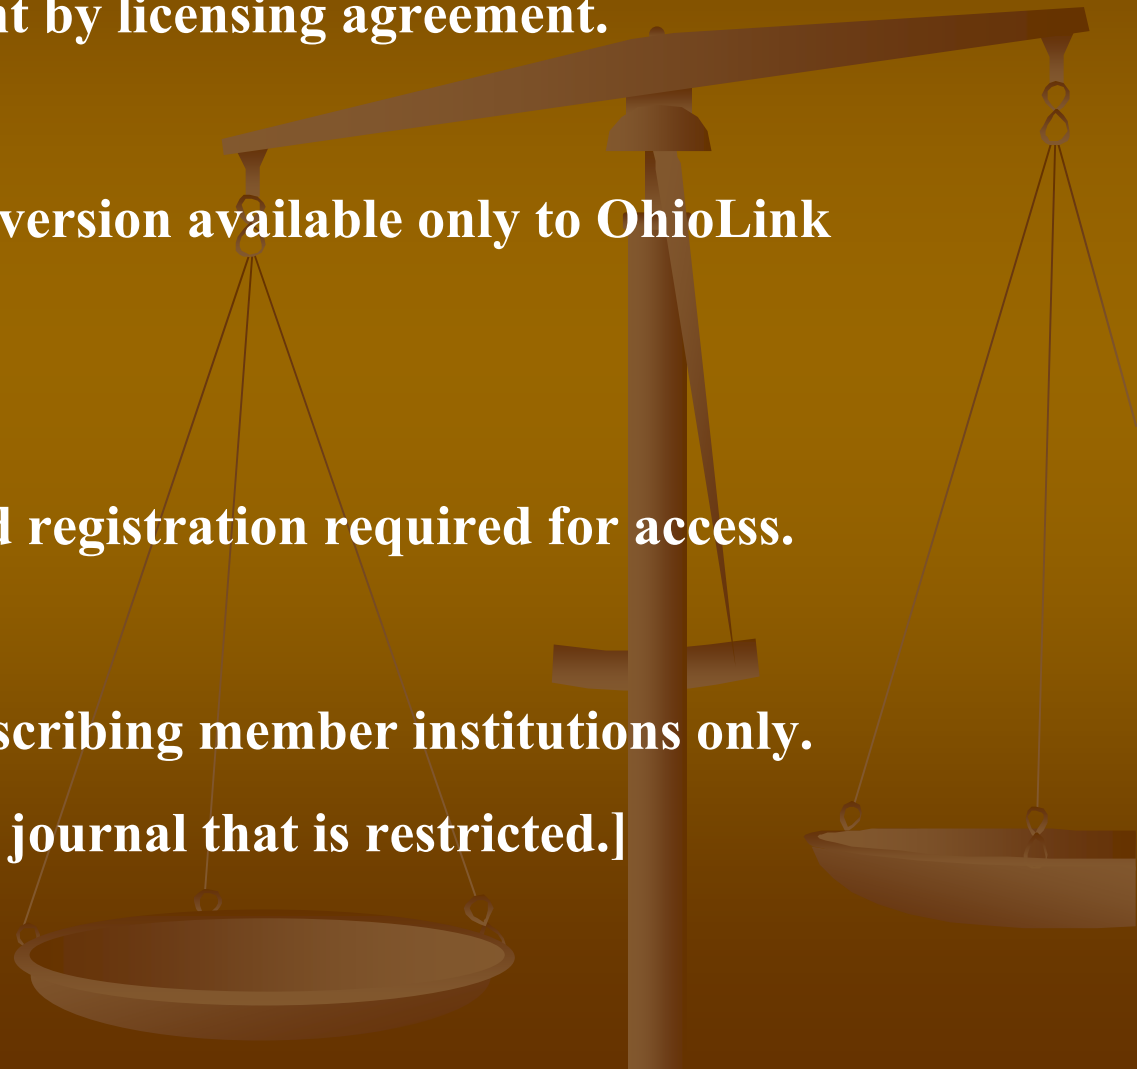 by licensing agreement.
version available only to OhioLink
registration required for access.
member institutions only.
journal that is restricted.]